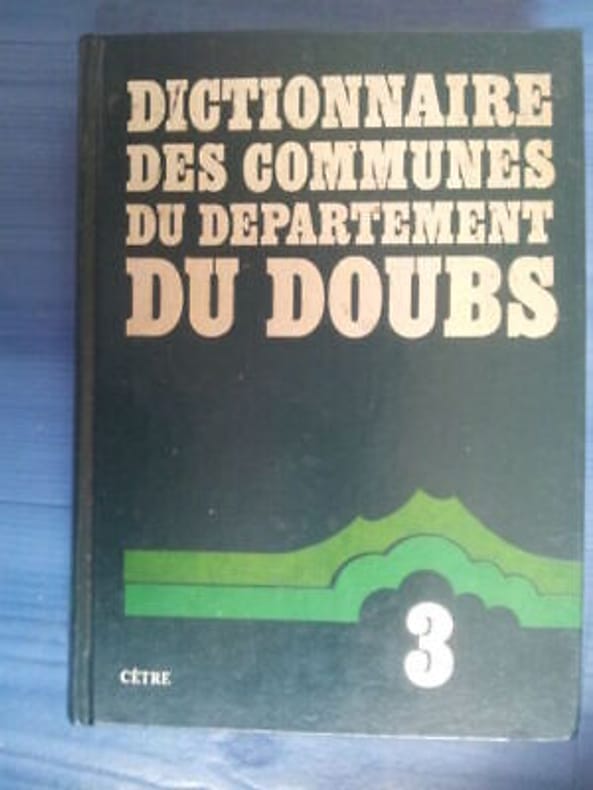 DICTIONNAIRE
DES COMMUNES
DU DEPARTEMENT
DU DOUBS
3
CÊTRE